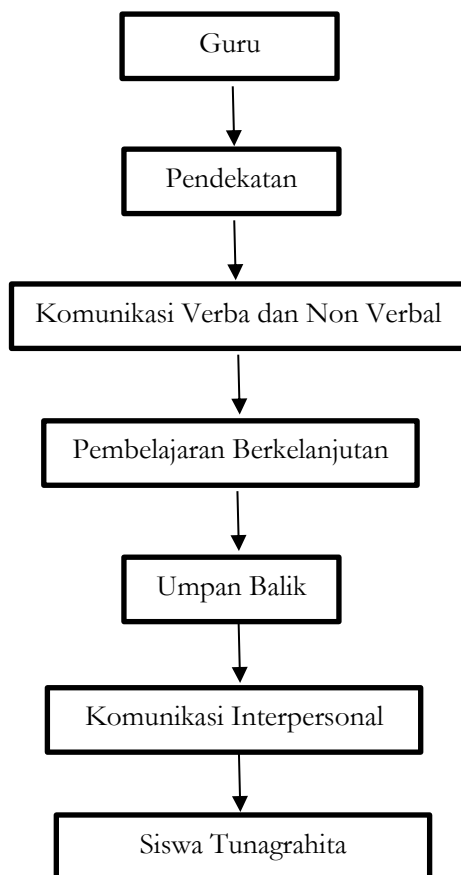 Guru
Pendekatan
Komunikasi Verba dan Non Verbal
Pembelajaran Berkelanjutan
Umpan Balik
Komunikasi Interpersonal
Siswa Tunagrahita